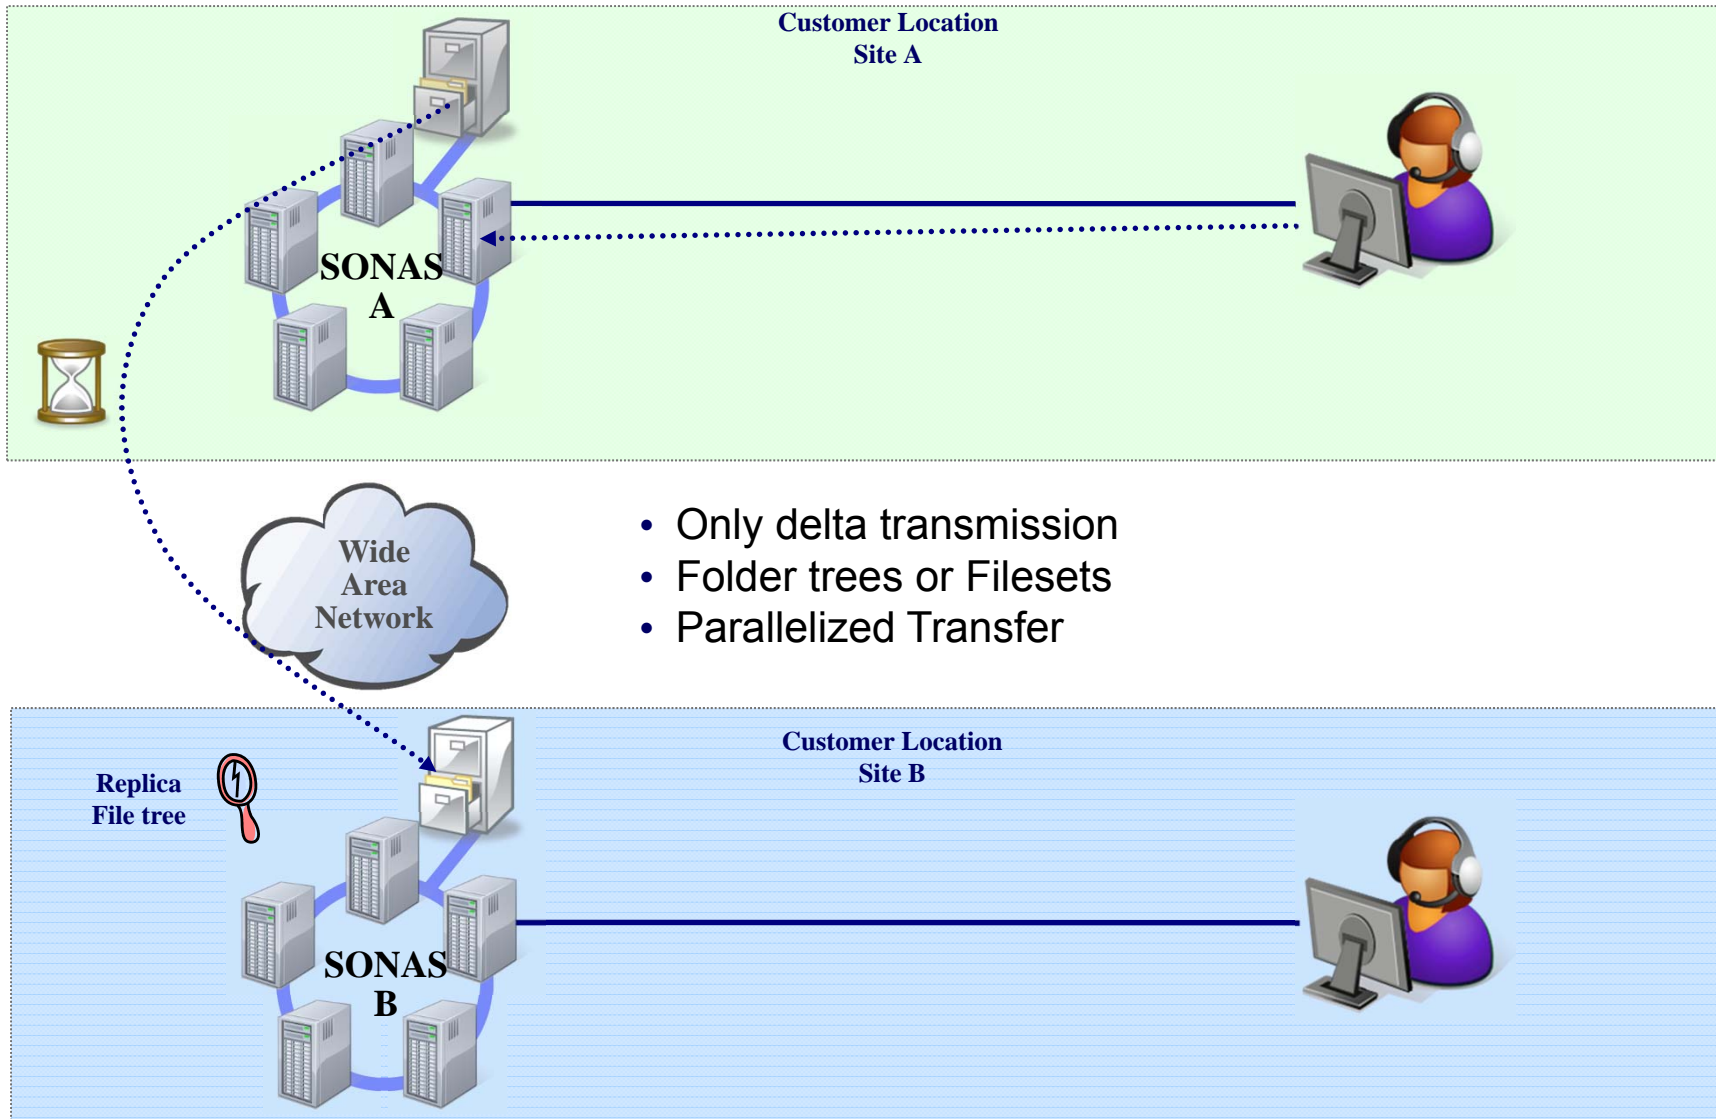 Customer Location
Site A
SONAS
A
Wide
Area
Network
• Only delta transmission
• Folder trees or Filesets
• Parallelized Transfer
Customer Location
Site B
Replica
File tree
SONAS
B